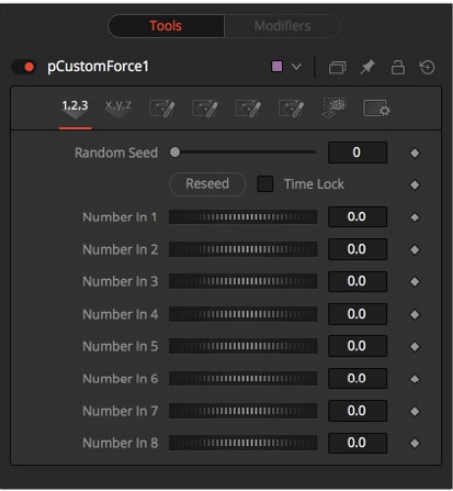 Tools Modifiers
pCustomForce1
1,2,3 x,y,z
Random Seed 0
Reseed Time Lock
Number In 1 0.0
Number In 2 0.0
Number In 3 0.0
Number In 4 0.0
Number In 5 0.0
Number In 6 0.0
Number In 7 0.0
Number In 8 0.0